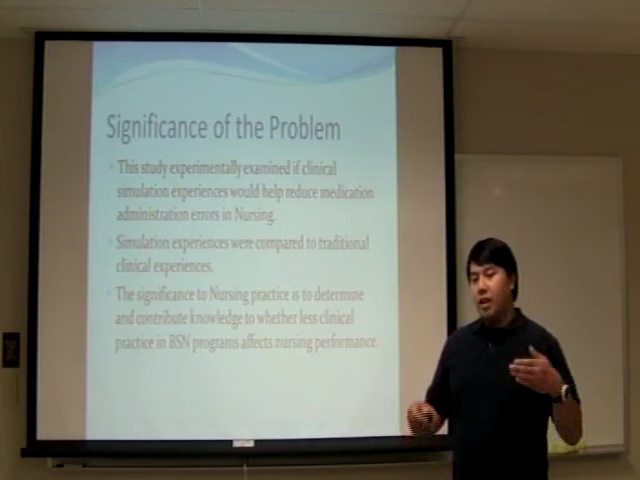 Significance of the Problem
This study experimentally examined if clinical
simulation experiences would help reduce medication
administration errors in Nursing.
Simulation experiences were compared to traditional
clinical experiences.
The significance to Nursing practice is to determine
and contribute knowledge to whether less clinical
practice in BSN programs affects nursing performance.